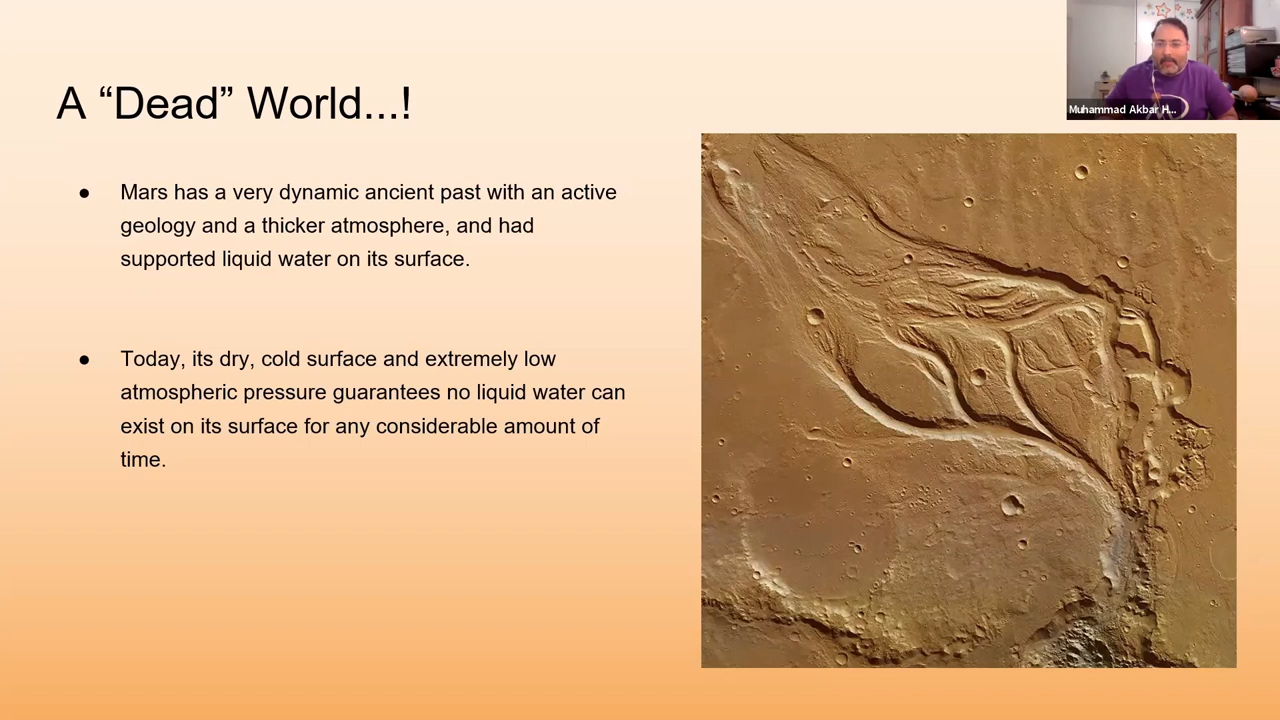 Muhammad Akbar H...
A “Dead” World...!
● Mars has a very dynamic ancient past with an active
geology and a thicker atmosphere, and had
supported liquid water on its surface.
● Today, its dry, cold surface and extremely low
atmospheric pressure guarantees no liquid water can
exist on its surface for any considerable amount of
time.